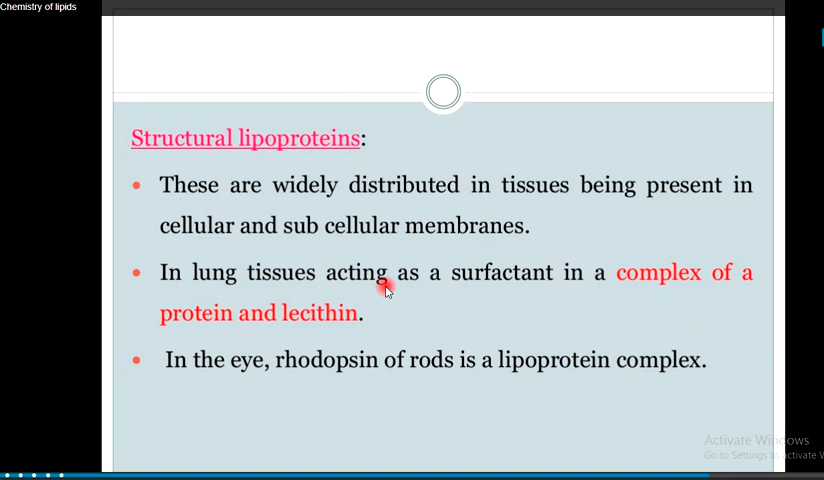 Chemistry of lipids
Structural lipoproteins:
These are widely distributed in tissues being present in
cellular and sub cellular membranes.
In lung tissues acting as a surfactant in a complex of a
protein and lecithin.
In the eye, rhodopsin of rods is a lipoprotein complex.
Activate Windows
Go to Settings to activate W